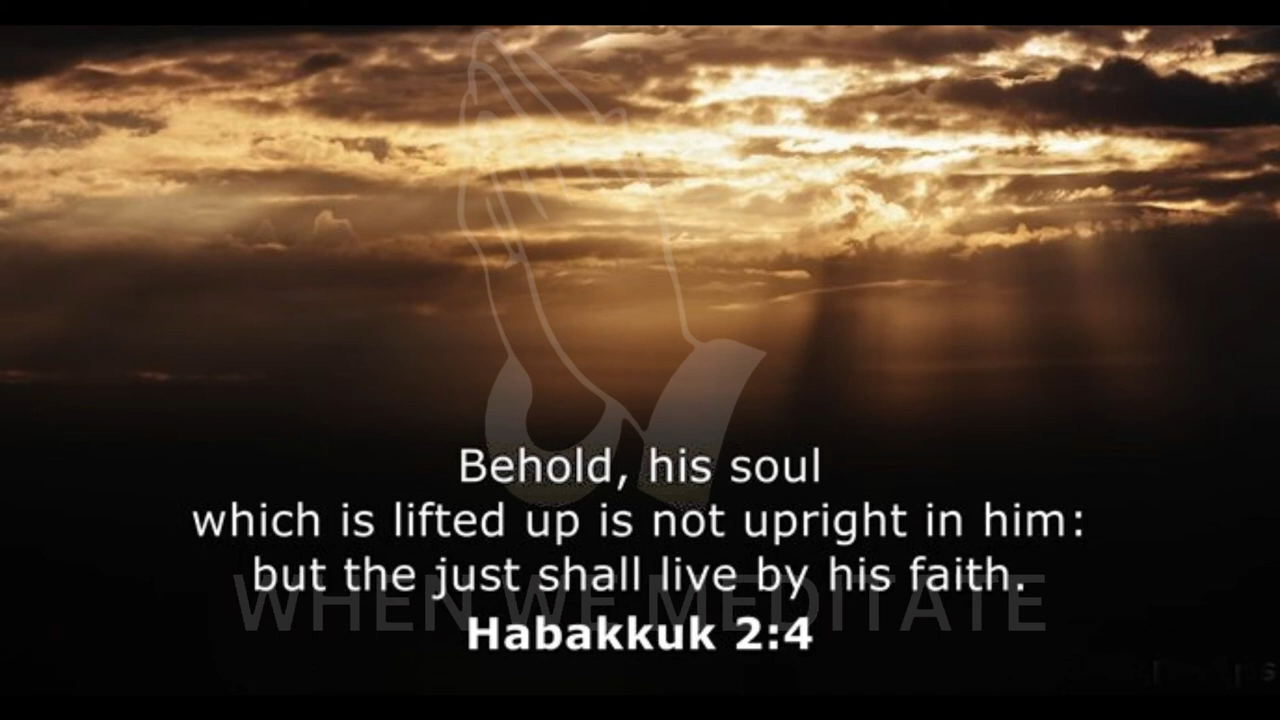 Behold, his soul
which is lifted up is not upright in him:
but the just shall live by his faith.
WHEN WE MEDITATE
Habakkuk 2:4